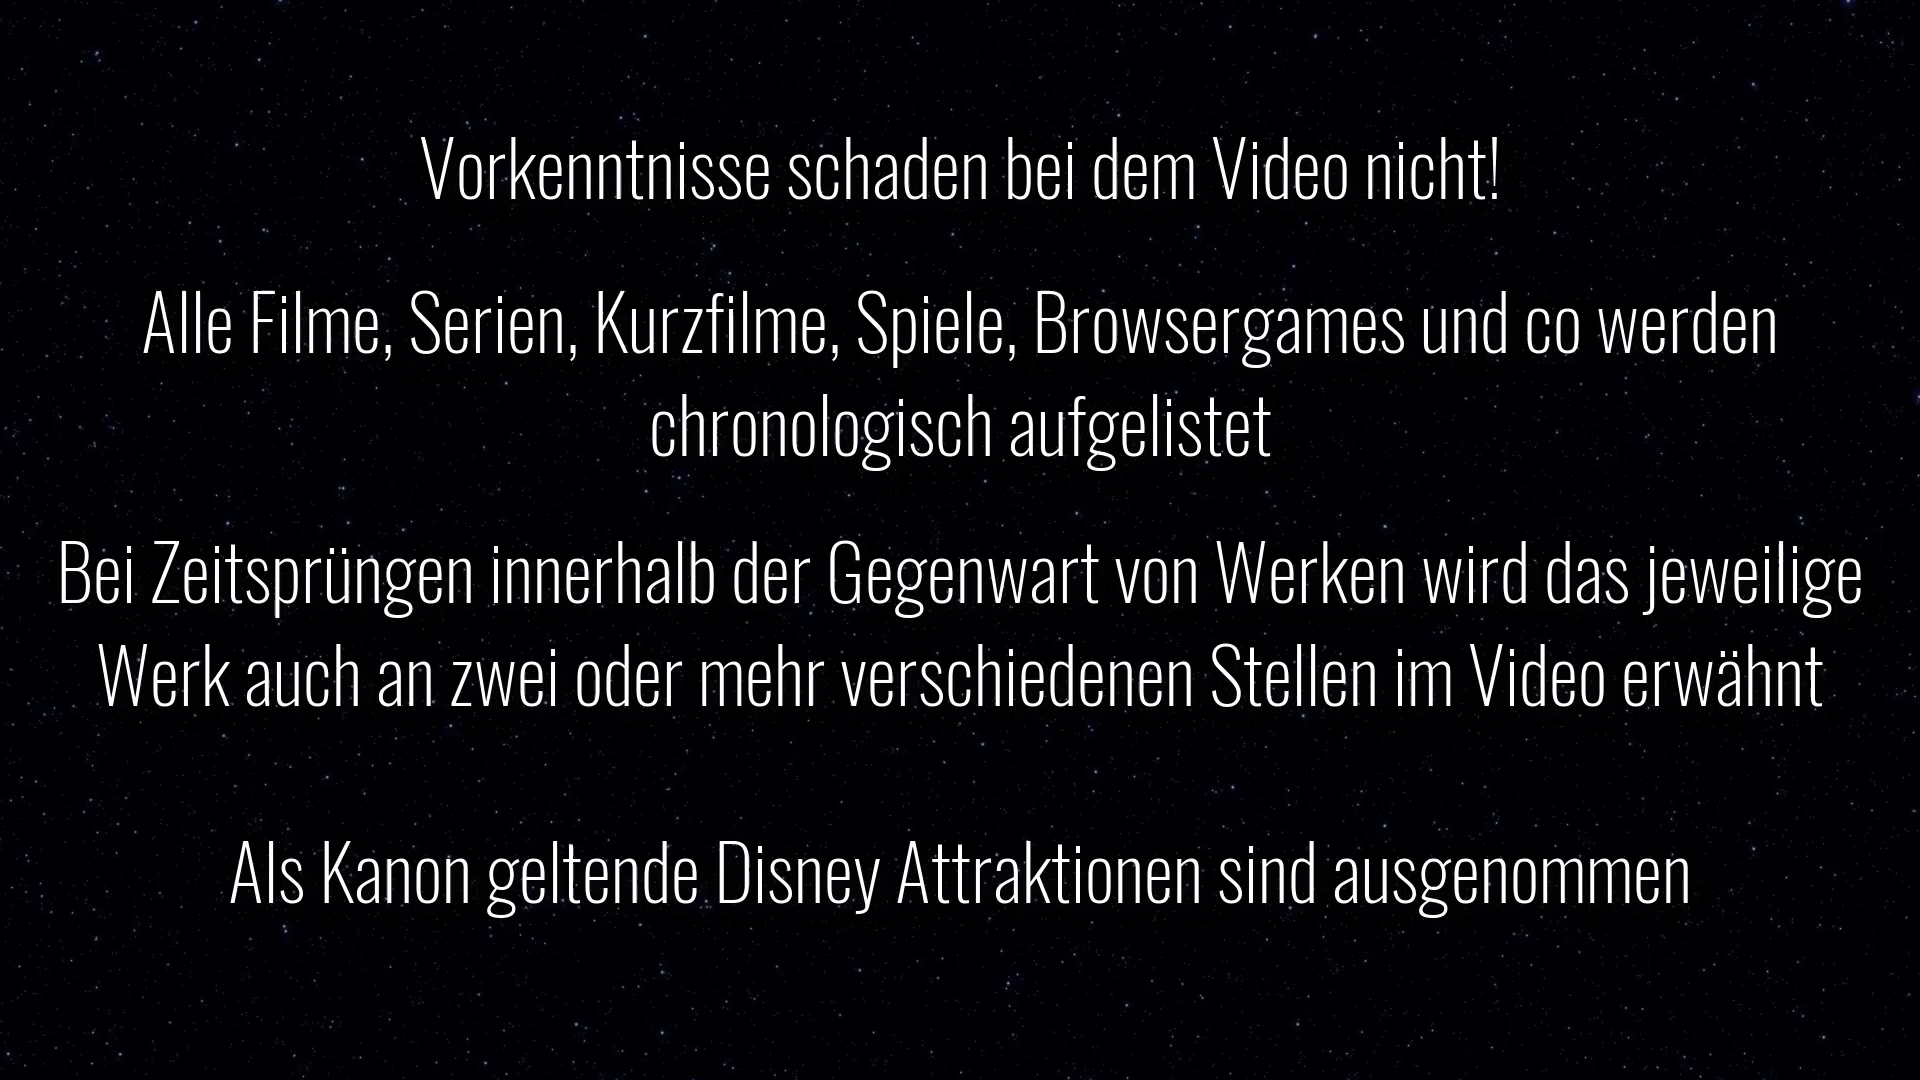 Vorkenntnisse schaden bei dem Video nicht!
Alle Filme, Serien, Kurzfilme, Spiele, Browsergames und co werden
chronologisch aufgelistet
Bei Zeitsprüngen innerhalb der Gegenwart von Werken wird das jeweilige
Werk auch an zwei oder mehr verschiedenen Stellen im Video erwähnt
Als Kanon geltende Disney Attraktionen sind ausgenommen